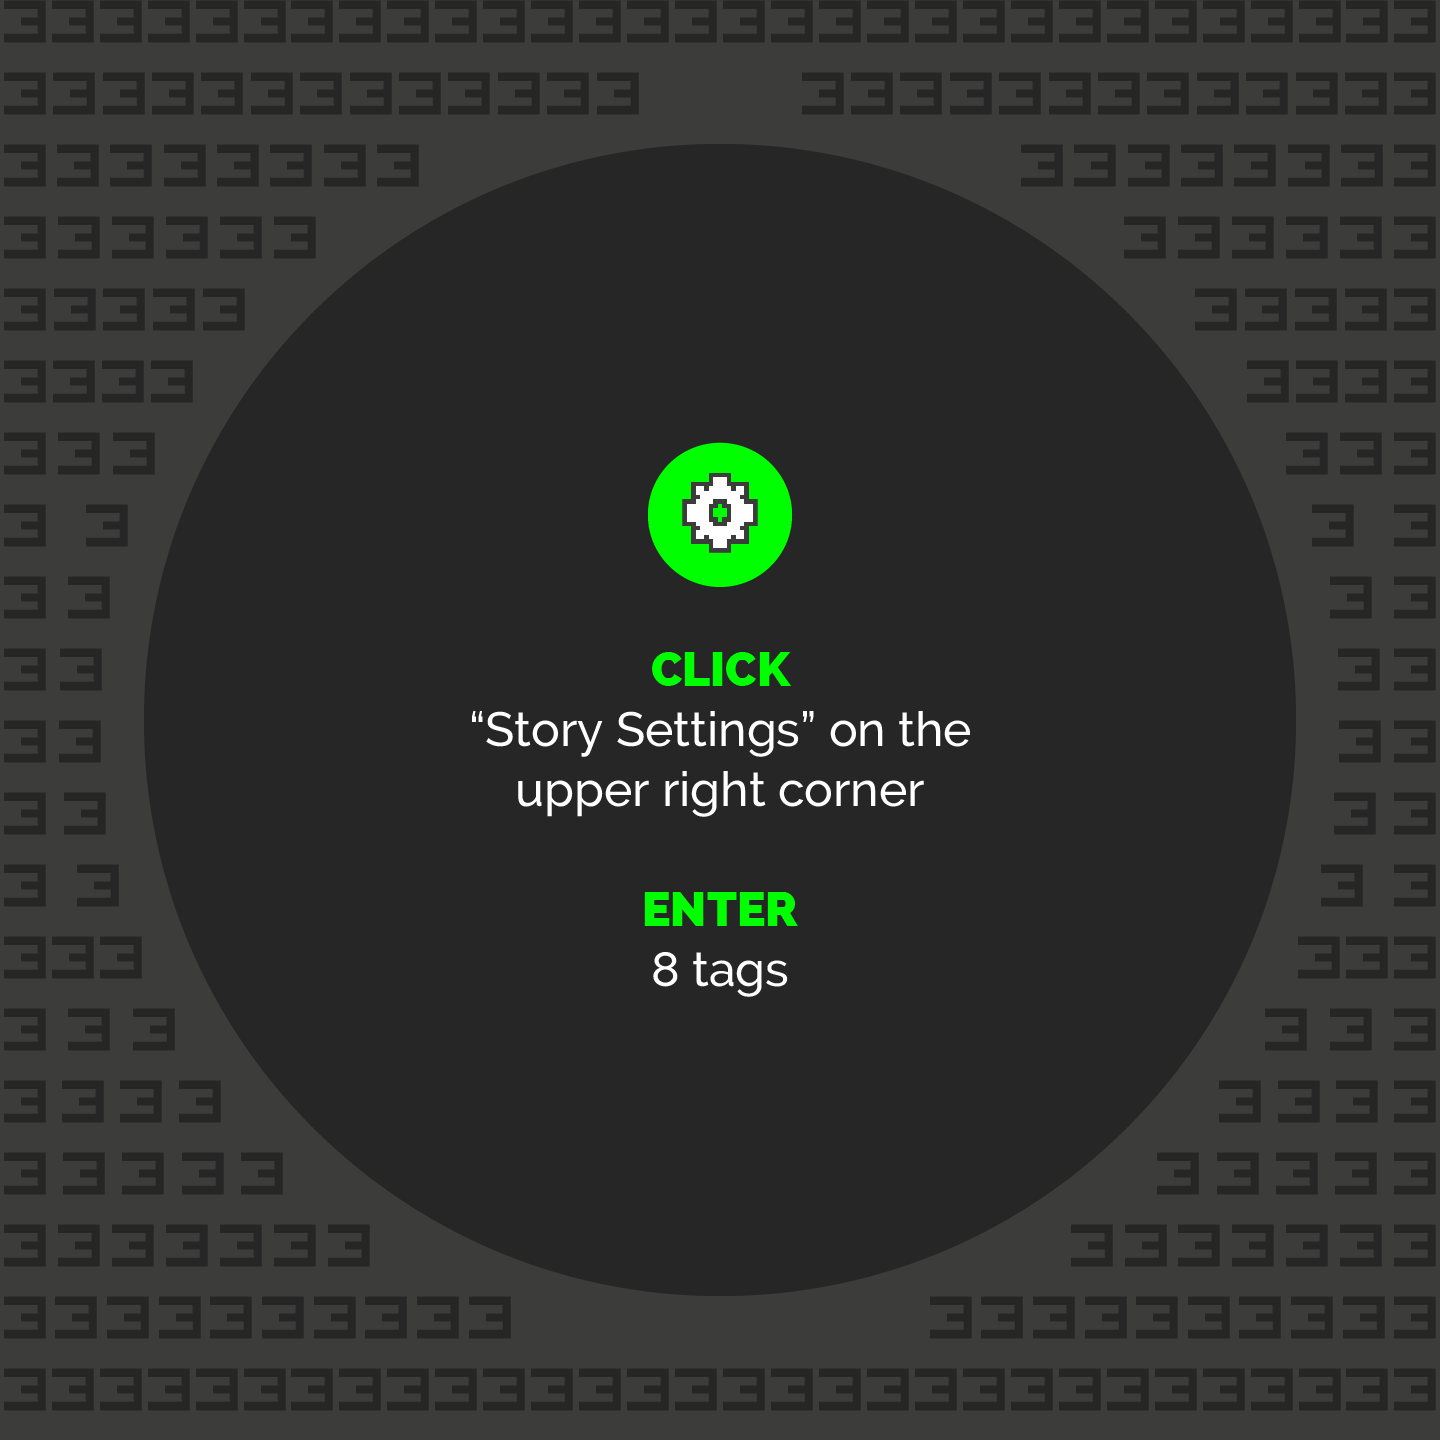 CLICK
“Story Settings” on the
upper right corner
ENTER
8 tags